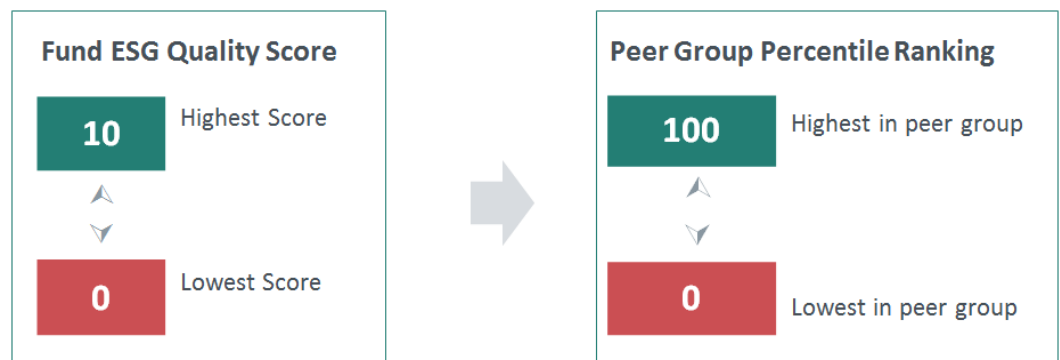 Fund ESG Quality Score
10
Highest Score
0
Lowest Score
Peer Group Percentile Ranking
100
Highest in peer group
0
Lowest in peer group